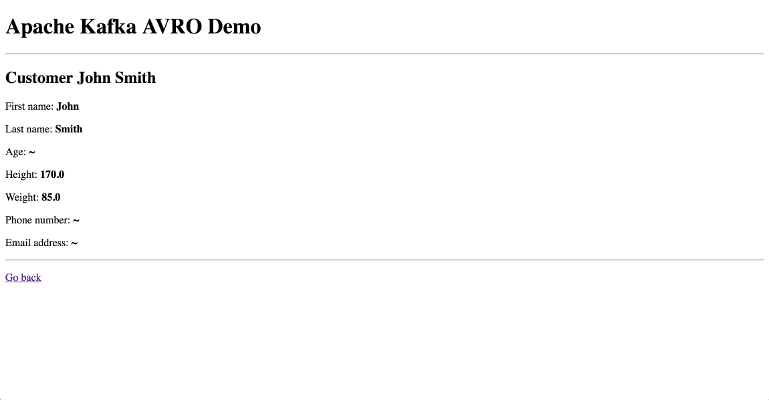 Apache Kafka AVRO Demo
Customer John Smith
First name: John
Last name: Smith
Age: ~
Height: 170.0
Weight: 85.0
Phone number: ~
Email address: ~
Go back